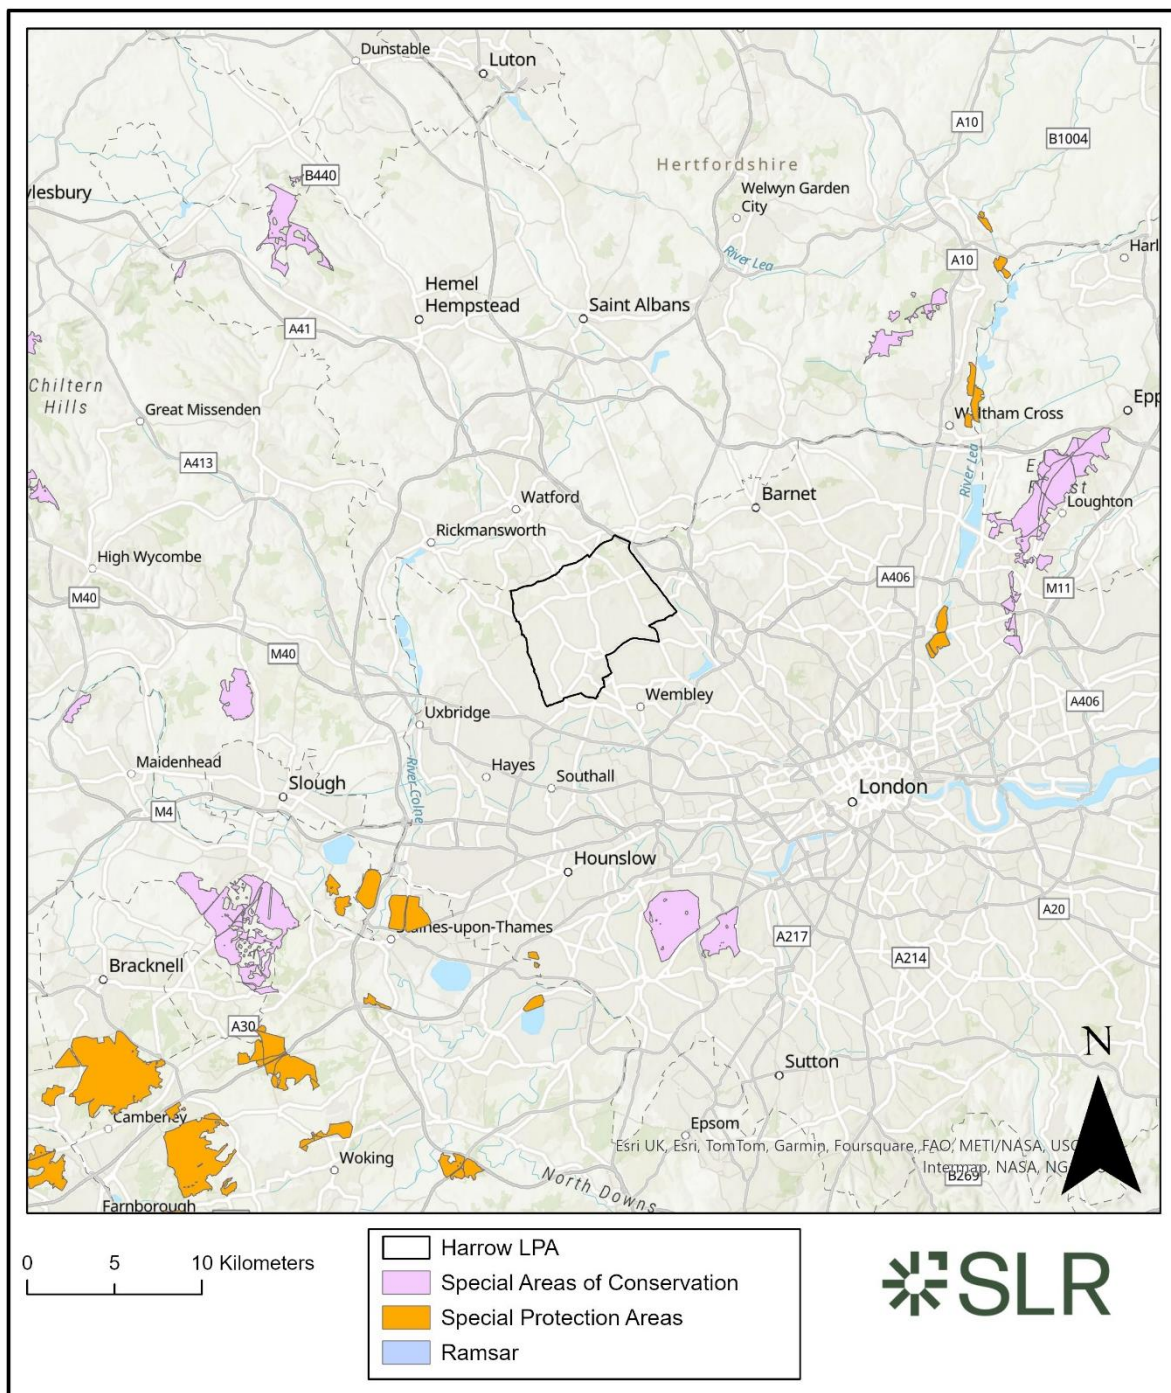 Dunstable
Luton
A10
B1004
Hertfordshire
B440
Welwyn Garden
City
ylesbury
River Lea
A10
Harl
Hemel
Hempstead
Saint Albans
A41
Chiltern
Hills
Great Missenden
Epp
Waltham Cross
A413
River Lea
Watford
Barnet
Loughton
Rickmansworth
High Wycombe
A406
M11
M40
M40
Wembley
A406
Uxbridge
Maidenhead
Hayes
Southall
Slough
London
River Colne
M4
Hounslow
A20
Staines-upon-Thames
A217
A214
Bracknell
A30
N
Sutton
Camberley
Epsom
Esri UK, Esri, TomTom, Garmin, Foursquare, FAO, METI/NASA, USG
Intermap, NASA, NG
Woking
B269
North Downs
Farnborough
0 5 10 Kilometers
Harrow LPA
Special Areas of Conservation
Special Protection Areas
Ramsar
SLR